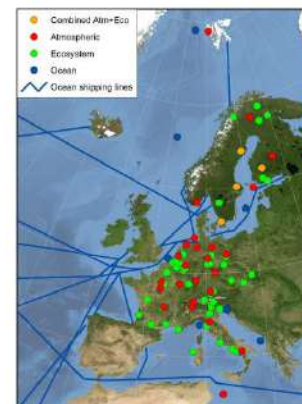 Combined Atm+Eco
Atmospheric
Ecosystem
Ocean
Ocean shipping lines